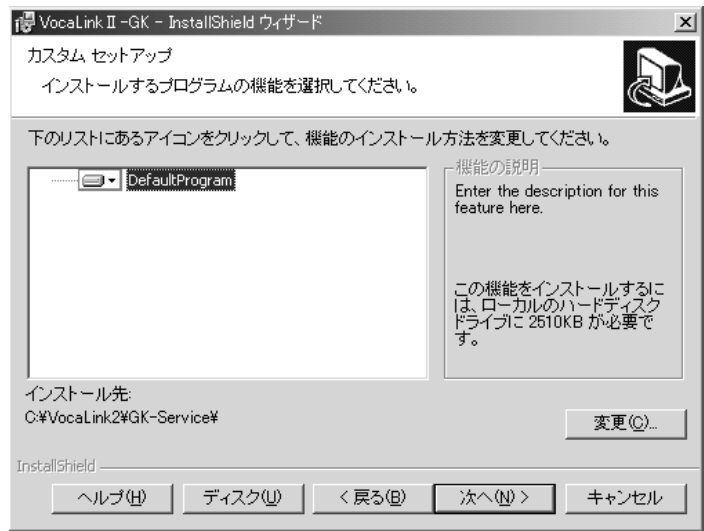 VocaLinkⅡ-GK - InstallShield ウィザード
カスタム セットアップ
インストールするプログラムの機能を選択してください。
下のリストにあるアイコンをクリックして、機能のインストール方法を変更してください。
DefaultProgram
機能の説明
Enter the description for this
feature here.
この機能をインストールするに
は、ローカルのハードディスク
ドライブに 2510KB が必要で
す。
インストール先:
C:¥VocaLink2¥GK-Service¥
変更(C)...
InstallShield
ヘルプ(H)
ディスク(U)
< 戻る(B)
次へ(N) >
キャンセル